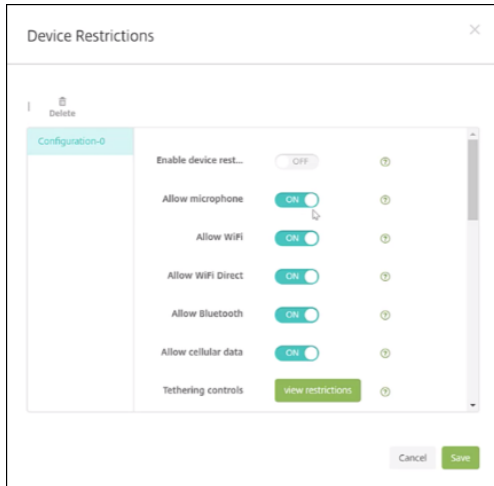 Device Restrictions
Delete
Configuration-0
Enable device rest... OFF
Allow microphone ON
Allow WiFi ON
Allow WiFi Direct ON
Allow Bluetooth ON
Allow cellular data ON
Tethering controls view restrictions
Cancel Save